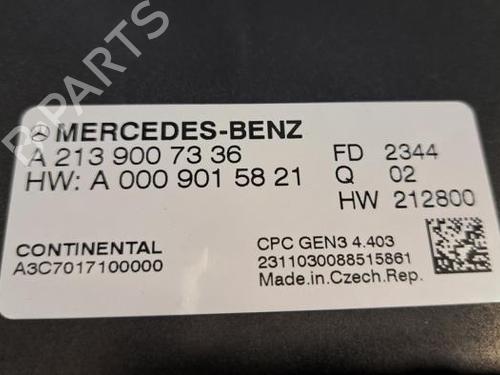 B-PARTS
MERCEDES-BENZ
A 213 900 73 36 FD 2344
HW: A 000 901 58 21 Q 02
HW 212800
CONTINENTAL CPC GEN3 4.403
A3C7017100000 2311030088515861
Made.in.Czech.Rep.